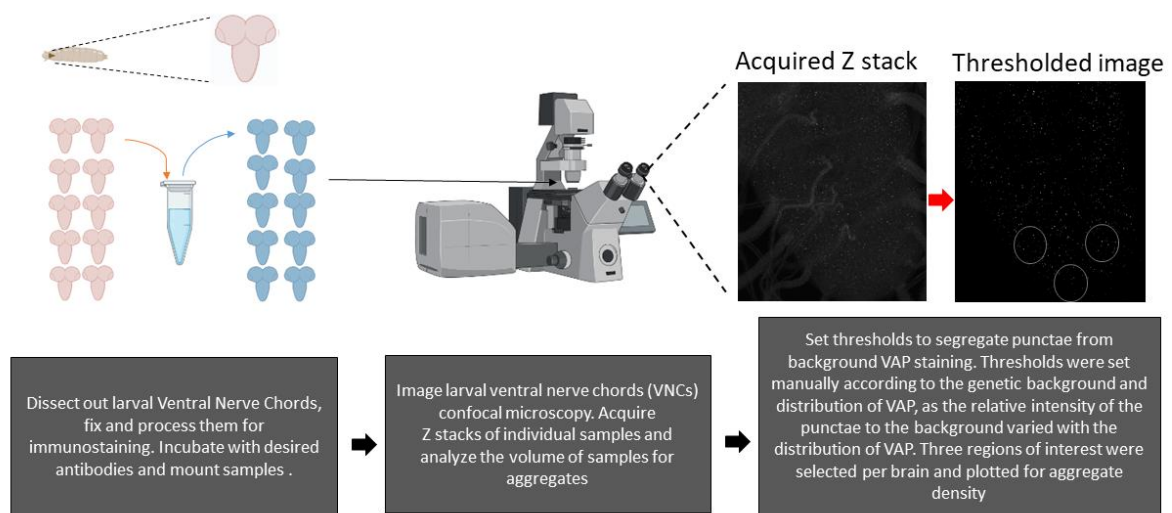 Acquired Z stack
Thresholded image
Dissect out larval Ventral Nerve Chords,
fix and process them for
immunostaining. Incubate with desired
antibodies and mount samples .
Image larval ventral nerve chords (VNCs)
confocal microscopy. Acquire
Z stacks of individual samples and
analyze the volume of samples for
aggregates
Set thresholds to segregate punctae from
background VAP staining. Thresholds were set
manually according to the genetic background and
distribution of VAP, as the relative intensity of the
punctae to the background varied with the
distribution of VAP. Three regions of interest were
selected per brain and plotted for aggregate
density